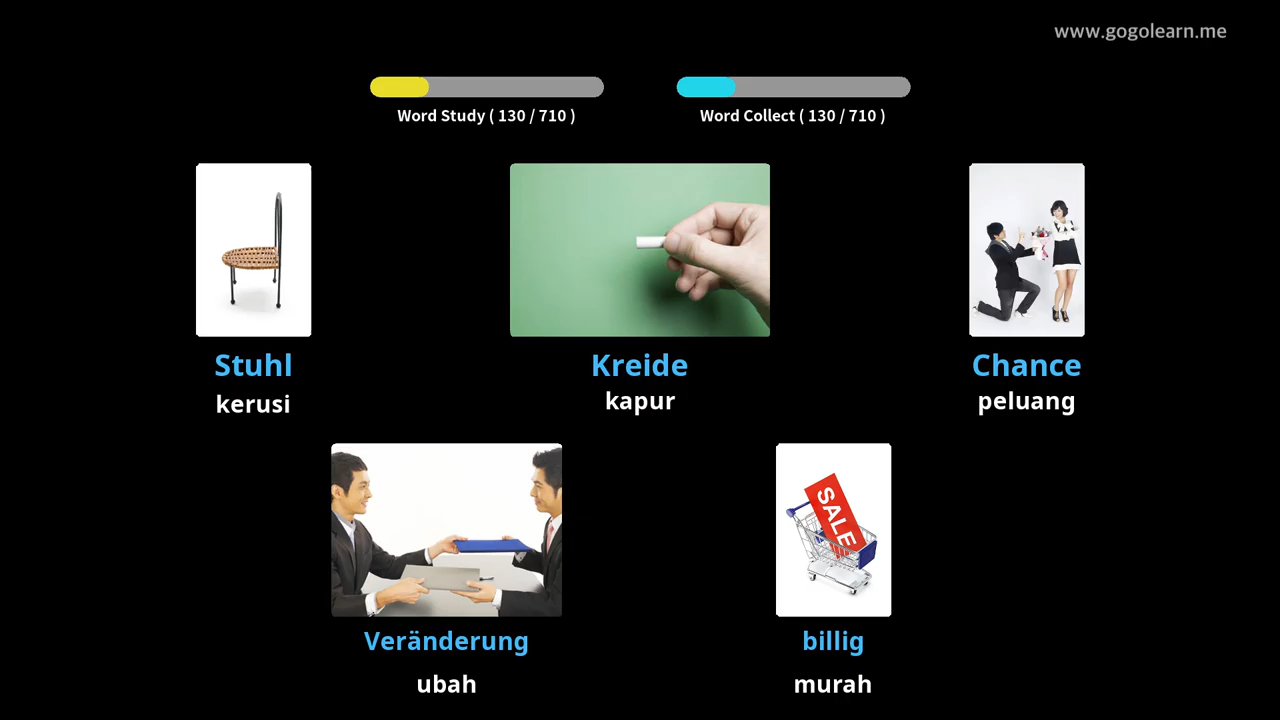 www.gogolearn.me
Word Study ( 130 / 710 )
Word Collect ( 130 / 710 )
Stuhl
kerusi
Kreide
kapur
Chance
peluang
SALE
Veränderung
ubah
billig
murah